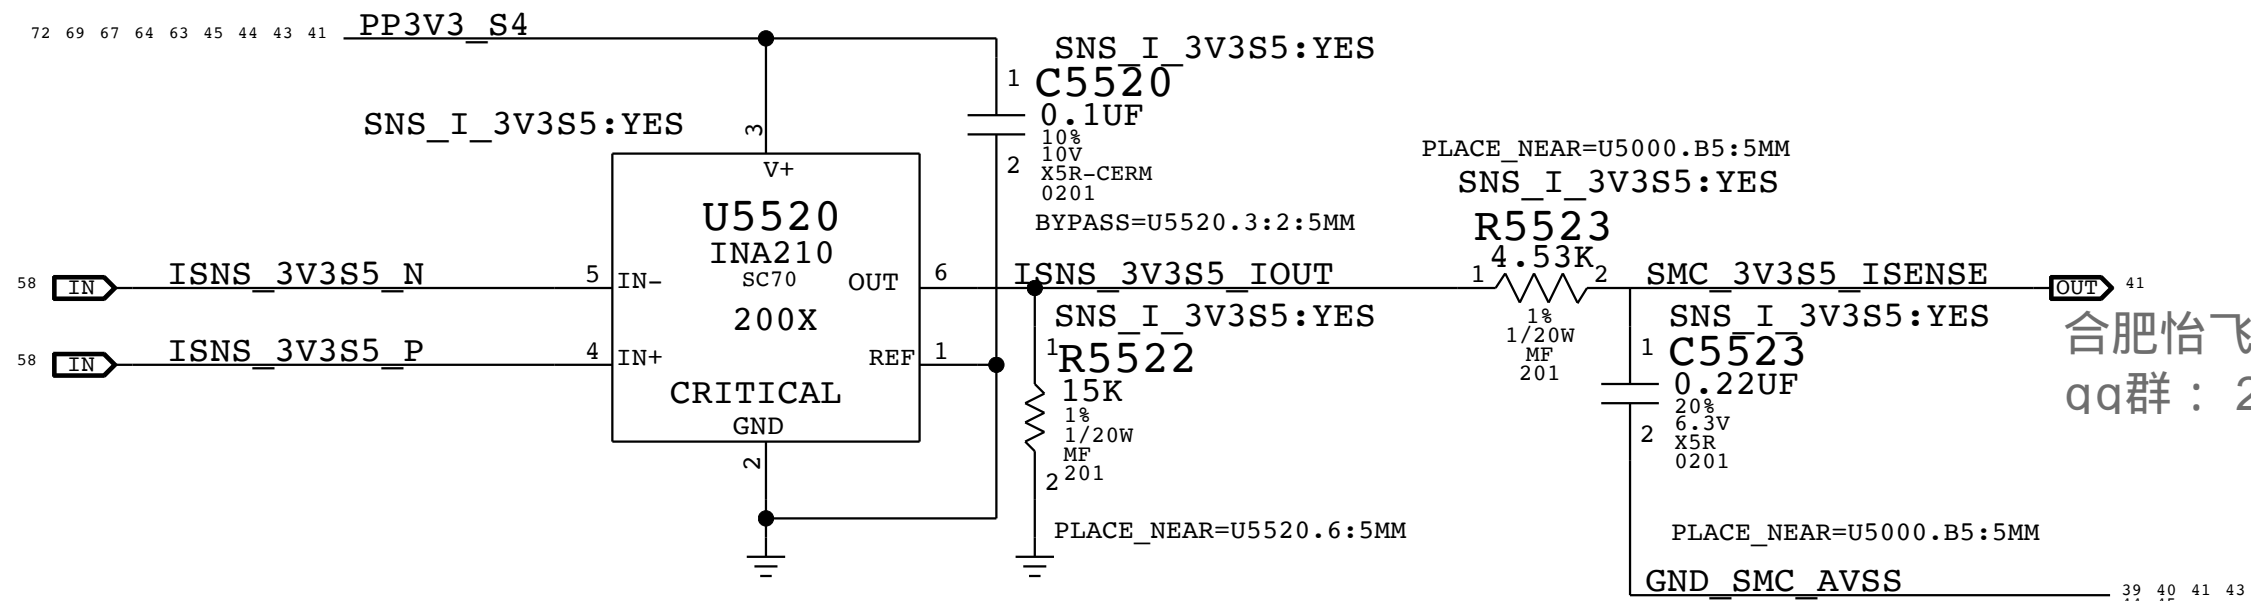 72 69 67 64 63 45 44 43 41 PP3V3_S4
SNS_I_3V3S5:YES
1 C5520
0.1UF
10%
10V
2 X5R-CERM
0201
BYPASS=U5520.3:2:5MM
SNS_I_3V3S5:YES
3
V+
U5520
INA210
SC70
200X
CRITICAL
GND
2
58 IN ISNS_3V3S5_N 5 IN-
58 IN ISNS_3V3S5_P 4 IN+
OUT 6 ISNS_3V3S5_IOUT
REF 1
SNS_I_3V3S5:YES
1 R5522
15K
1%
1/20W
MF
201
2
PLACE_NEAR=U5520.6:5MM
PLACE_NEAR=U5000.B5:5MM
SNS_I_3V3S5:YES
R5523
4.53K
1 2
1%
1/20W
MF
201
SMC_3V3S5_ISENSE OUT 41
SNS_I_3V3S5:YES
1 C5523
0.22UF
20%
6.3V
2 X5R
0201
PLACE_NEAR=U5000.B5:5MM
GND_SMC_AVSS 39 40 41 43
合肥怡飞
qq群：2